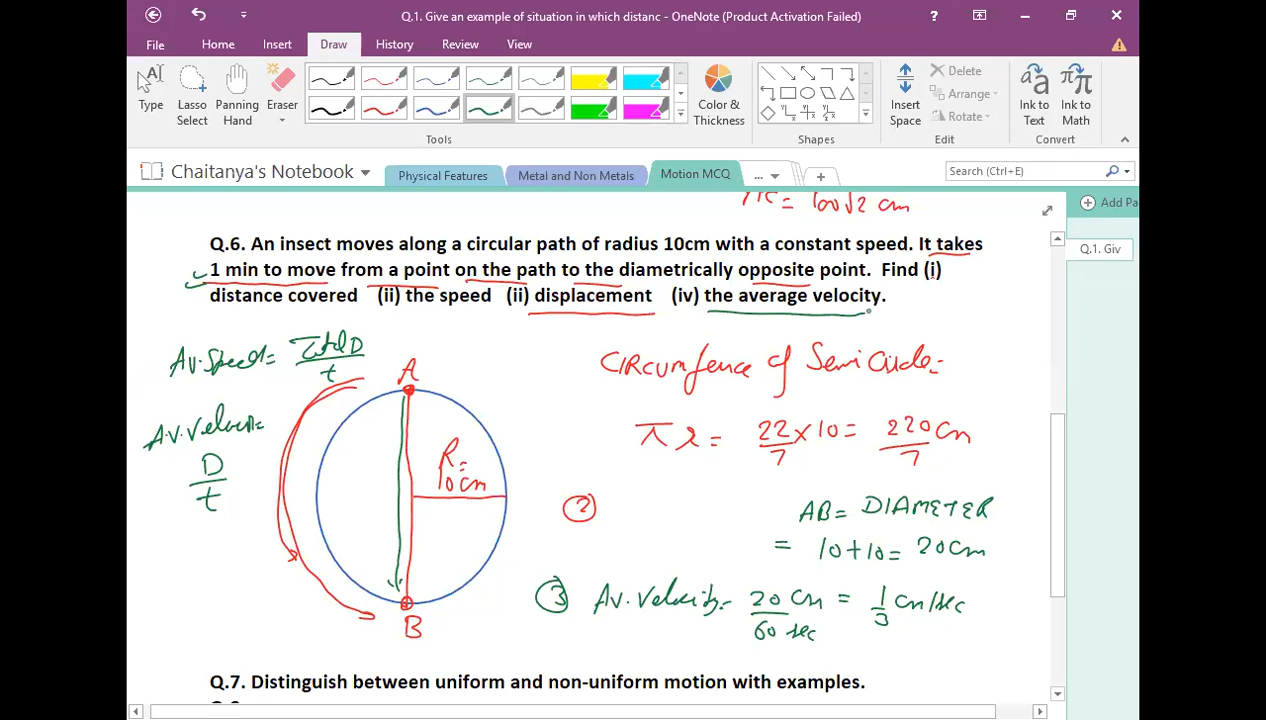 Q.1. Give an example of situation in which distanc - OneNote (Product Activation Failed)
?
File Home Insert Draw History Review View
Type Lasso Select Panning Hand Eraser Color & Thickness Insert Space Delete Arrange Rotate Ink to Text Ink to Math
Tools Shapes Edit Convert
Chaitanya's Notebook Physical Features Metal and Non Metals Motion MCQ ... + Search (Ctrl+E)
= 100√2 cm
Add Pa
Q.1. Giv
Q.6. An insect moves along a circular path of radius 10cm with a constant speed. It takes
1 min to move from a point on the path to the diametrically opposite point. Find (i)
distance covered (ii) the speed (ii) displacement (iv) the average velocity.
Av. Speed = Total D / t
CIRcumfence of SemiCircle =
A
Av. Velocity =
D / t
R = 10 cm
πr = 22/7 × 10 = 220/7 cm
2
AB = DIAMETER
= 10+10 = 20cm
3 Av. Velocity = 20 cm / 60 sec = 1/3 cm/sec
B
Q.7. Distinguish between uniform and non-uniform motion with examples.